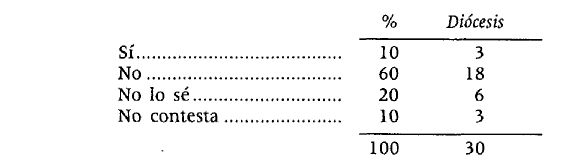 % Diócesis
Sí........................................ 10 3
No ...................................... 60 18
No lo sé............................. 20 6
No contesta ....................... 10 3
100 30